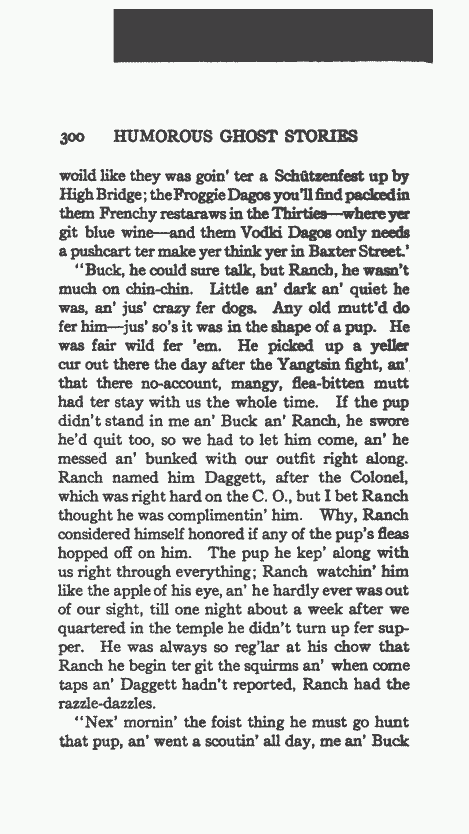 300 HUMOROUS GHOST STORIES
woild like they was goin' ter a Schützenfest up by
High Bridge; the Froggie Dagos you'll find packed in
them Frenchy restaraws in the Thirties—where yer
git blue wine—and them Vodki Dagos only needs
a pushcart ter make yer think yer in Baxter Street.'
"Buck, he could sure talk, but Ranch, he wasn't
much on chin-chin. Little an' dark an' quiet he
was, an' jus' crazy fer dogs. Any old mutt'd do
fer him—jus' so's it was in the shape of a pup. He
was fair wild fer 'em. He picked up a yeller
cur out there the day after the Yangtsin fight, an'
that there no-account, mangy, flea-bitten mutt
had ter stay with us the whole time. If the pup
didn't stand in me an' Buck an' Ranch, he swore
he'd quit too, so we had to let him come, an' he
messed an' bunked with our outfit right along.
Ranch named him Daggett, after the Colonel,
which was right hard on the C. O., but I bet Ranch
thought he was complimentin' him. Why, Ranch
considered himself honored if any of the pup's fleas
hopped off on him. The pup he kep' along with
us right through everything; Ranch watchin' him
like the apple of his eye, an' he hardly ever was out
of our sight, till one night about a week after we
quartered in the temple he didn't turn up fer sup-
per. He was always so reg'lar at his chow that
Ranch he begin ter git the squirms an' when come
taps an' Daggett hadn't reported, Ranch had the
razzle-dazzles.
"Nex' mornin' the foist thing he must go hunt
that pup, an' went a scoutin' all day, me an' Buck